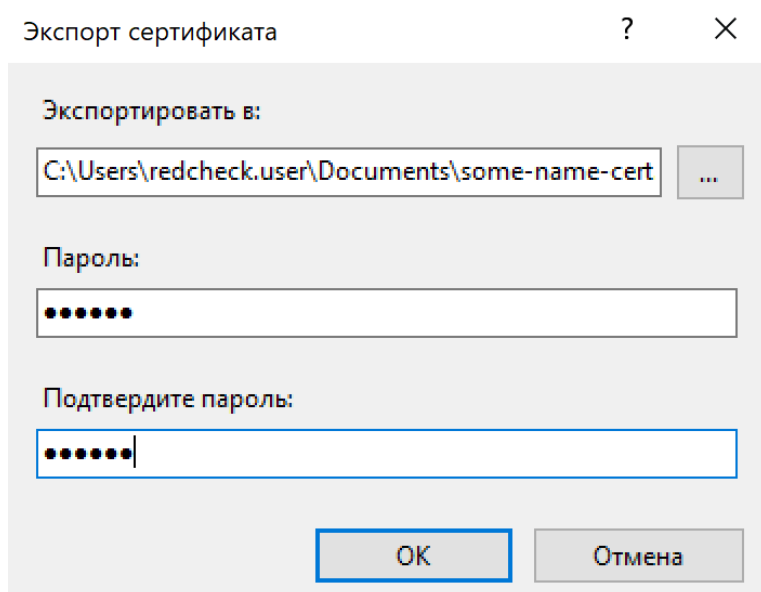 Экспорт сертификата ?
Экспортировать в:
C:\Users\redcheck.user\Documents\some-name-cert ...
Пароль:
●●●●●●
Подтвердите пароль:
●●●●●●
OK Отмена